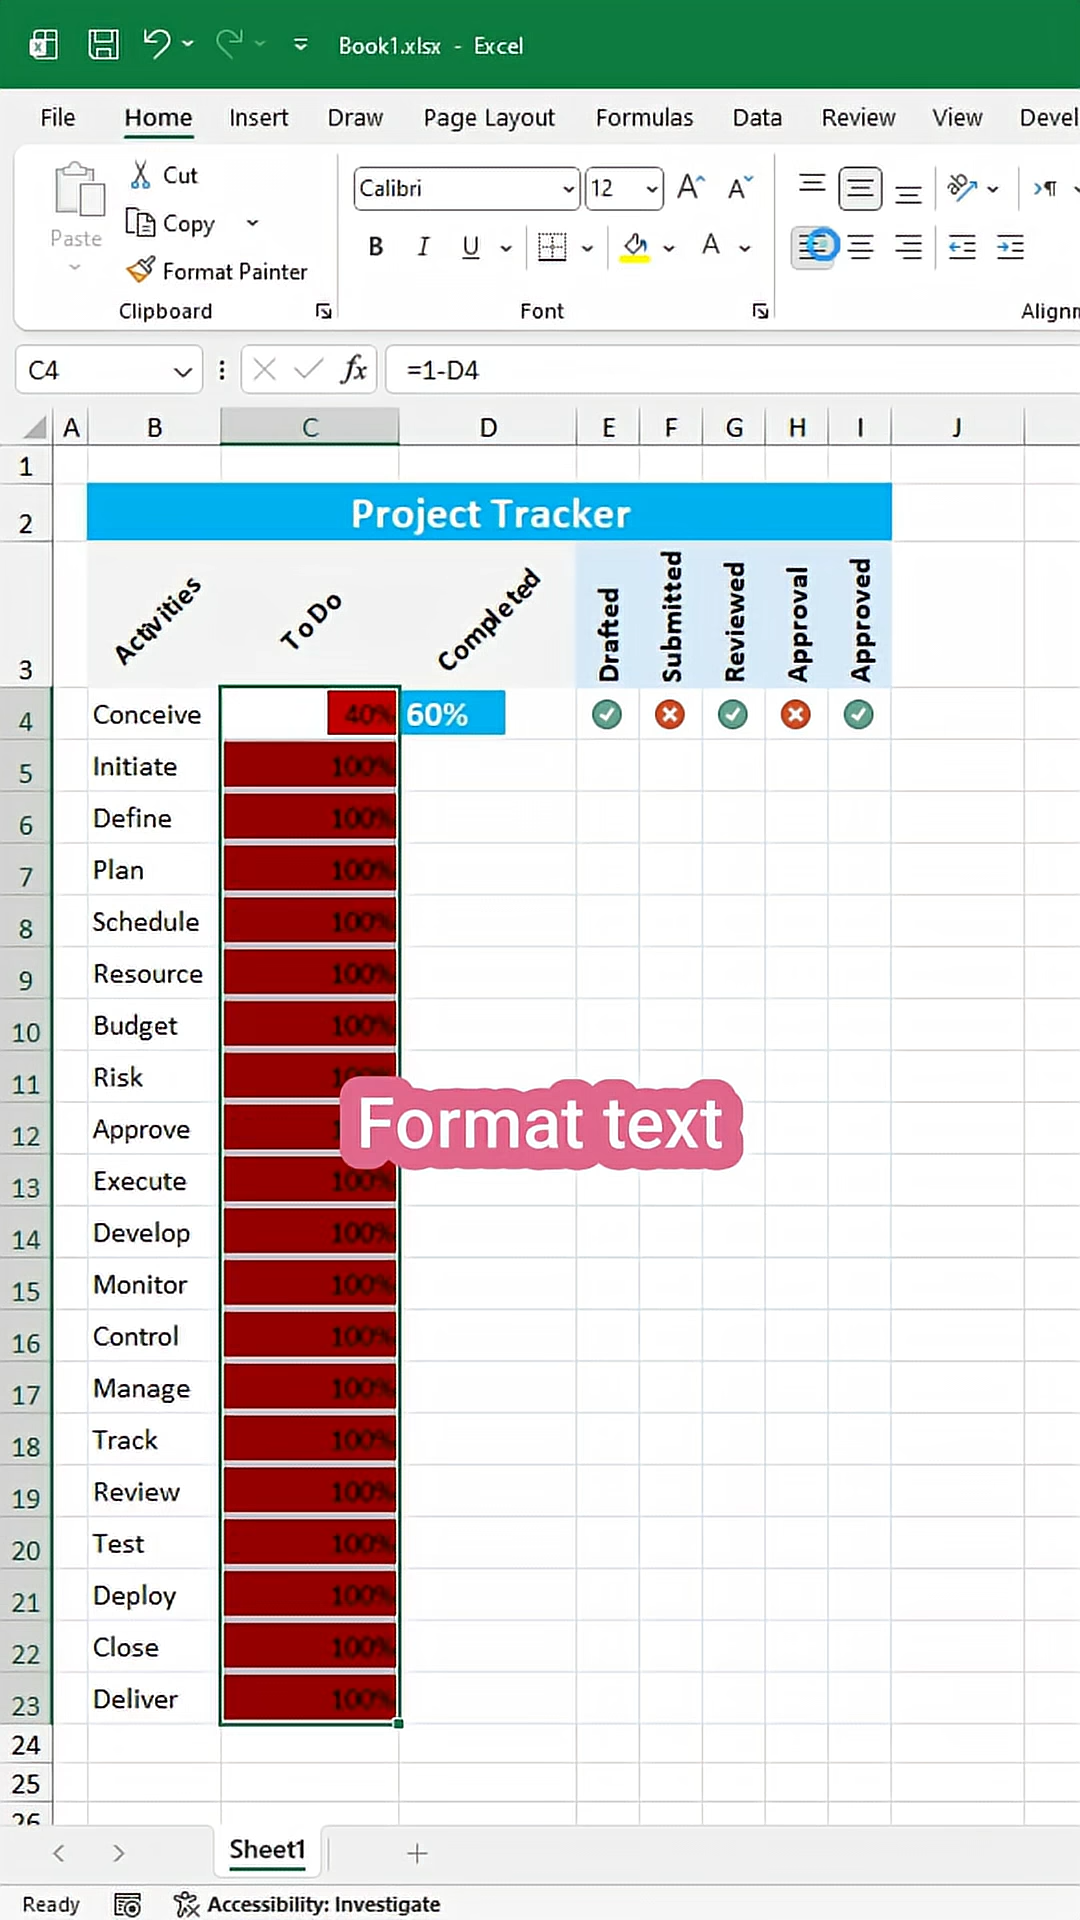 Book1.xlsx - Excel
File Home Insert Draw Page Layout Formulas Data Review View Devel
Paste
Cut
Copy
Format Painter
Clipboard
Calibri 12
B I U
Font
Alignm
C4 fx =1-D4
A B C D E F G H I J
1
2 Project Tracker
3 Activities To Do Completed Drafted Submitted Reviewed Approval Approved
4 Conceive 40% 60%
5 Initiate 100%
6 Define 100%
7 Plan 100%
8 Schedule 100%
9 Resource 100%
10 Budget 100%
11 Risk
12 Approve
Format text
13 Execute 100%
14 Develop 100%
15 Monitor 100%
16 Control 100%
17 Manage 100%
18 Track 100%
19 Review 100%
20 Test 100%
21 Deploy 100%
22 Close 100%
23 Deliver 100%
24
25
26
Sheet1
Ready Accessibility: Investigate